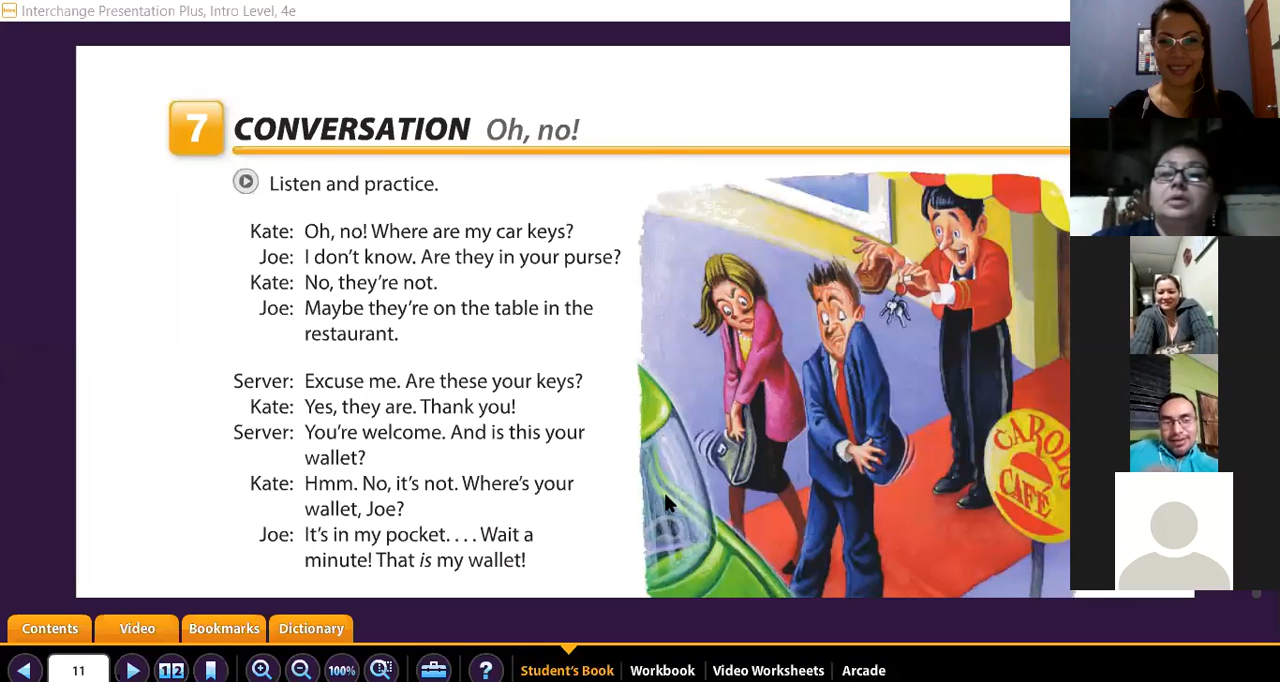 Interchange Presentation Plus, Intro Level, 4e
7 CONVERSATION Oh, no!
Listen and practice.
Kate: Oh, no! Where are my car keys?
Joe: I don't know. Are they in your purse?
Kate: No, they're not.
Joe: Maybe they're on the table in the
restaurant.
Server: Excuse me. Are these your keys?
Kate: Yes, they are. Thank you!
Server: You're welcome. And is this your
wallet?
Kate: Hmm. No, it's not. Where's your
wallet, Joe?
Joe: It's in my pocket. . . . Wait a
minute! That is my wallet!
CAFÉ
Contents Video Bookmarks Dictionary
11 1 2 100% ? Student's Book Workbook Video Worksheets Arcade